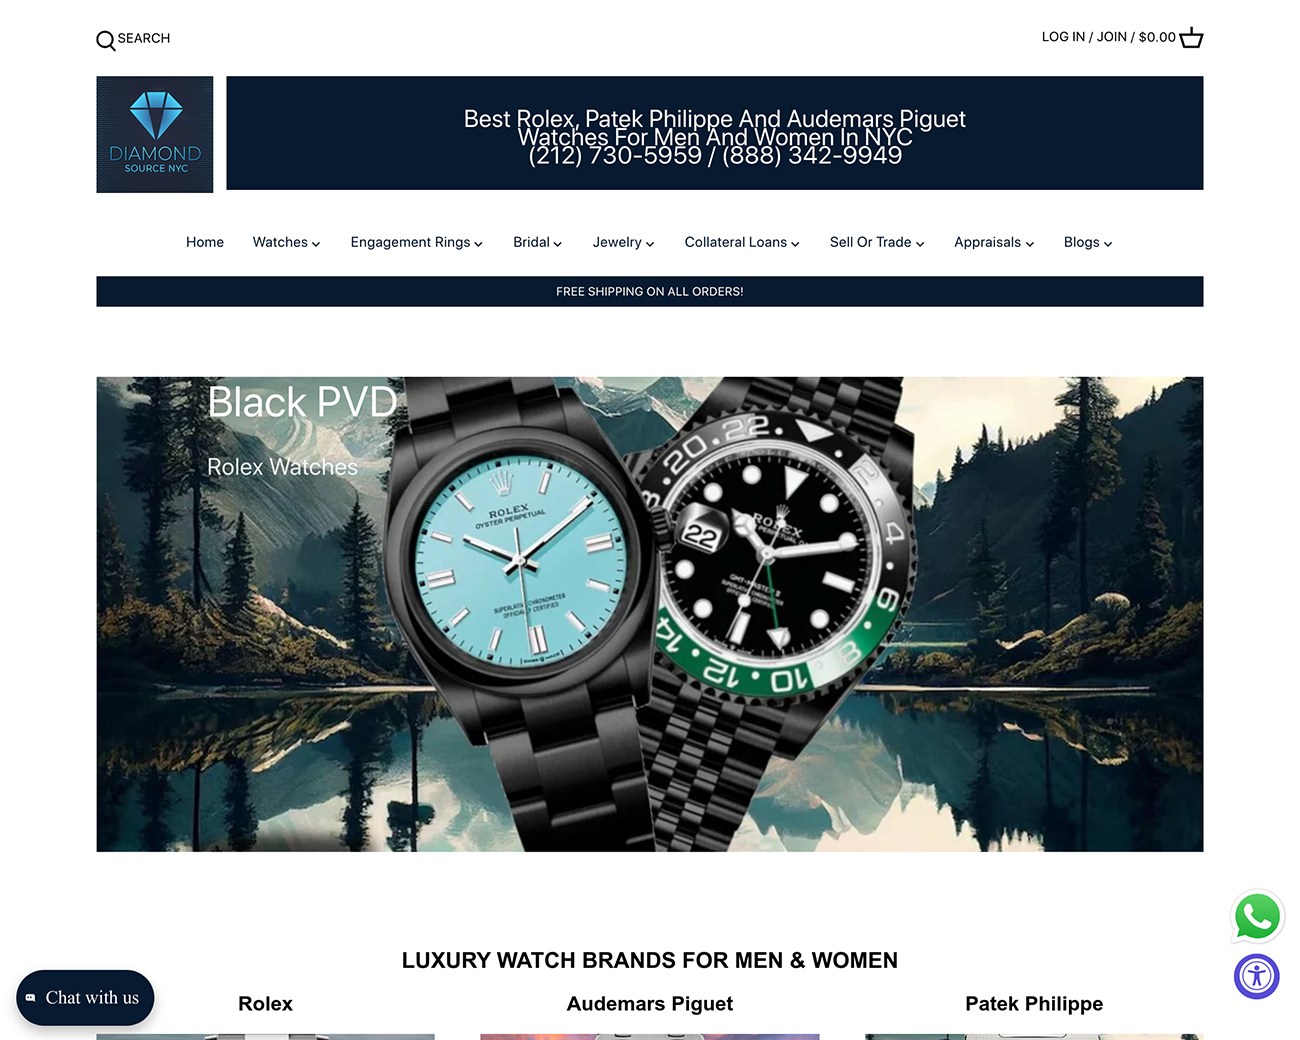 SEARCH
LOG IN / JOIN / $0.00
DIAMOND
SOURCE NYC
Best Rolex, Patek Philippe And Audemars Piguet
Watches For Men And Women In NYC
(212) 730-5959 / (888) 342-9949
Home
Watches
Engagement Rings
Bridal
Jewelry
Collateral Loans
Sell Or Trade
Appraisals
Blogs
FREE SHIPPING ON ALL ORDERS!
Black PVD
Rolex Watches
ROLEX
OYSTER PERPETUAL
SUPERLATIVE CHRONOMETER
OFFICIALLY CERTIFIED
ROLEX
GMT-MASTER II
22
20
22
2
4
6
8
10
12
14
LUXURY WATCH BRANDS FOR MEN & WOMEN
Rolex
Audemars Piguet
Patek Philippe
Chat with us